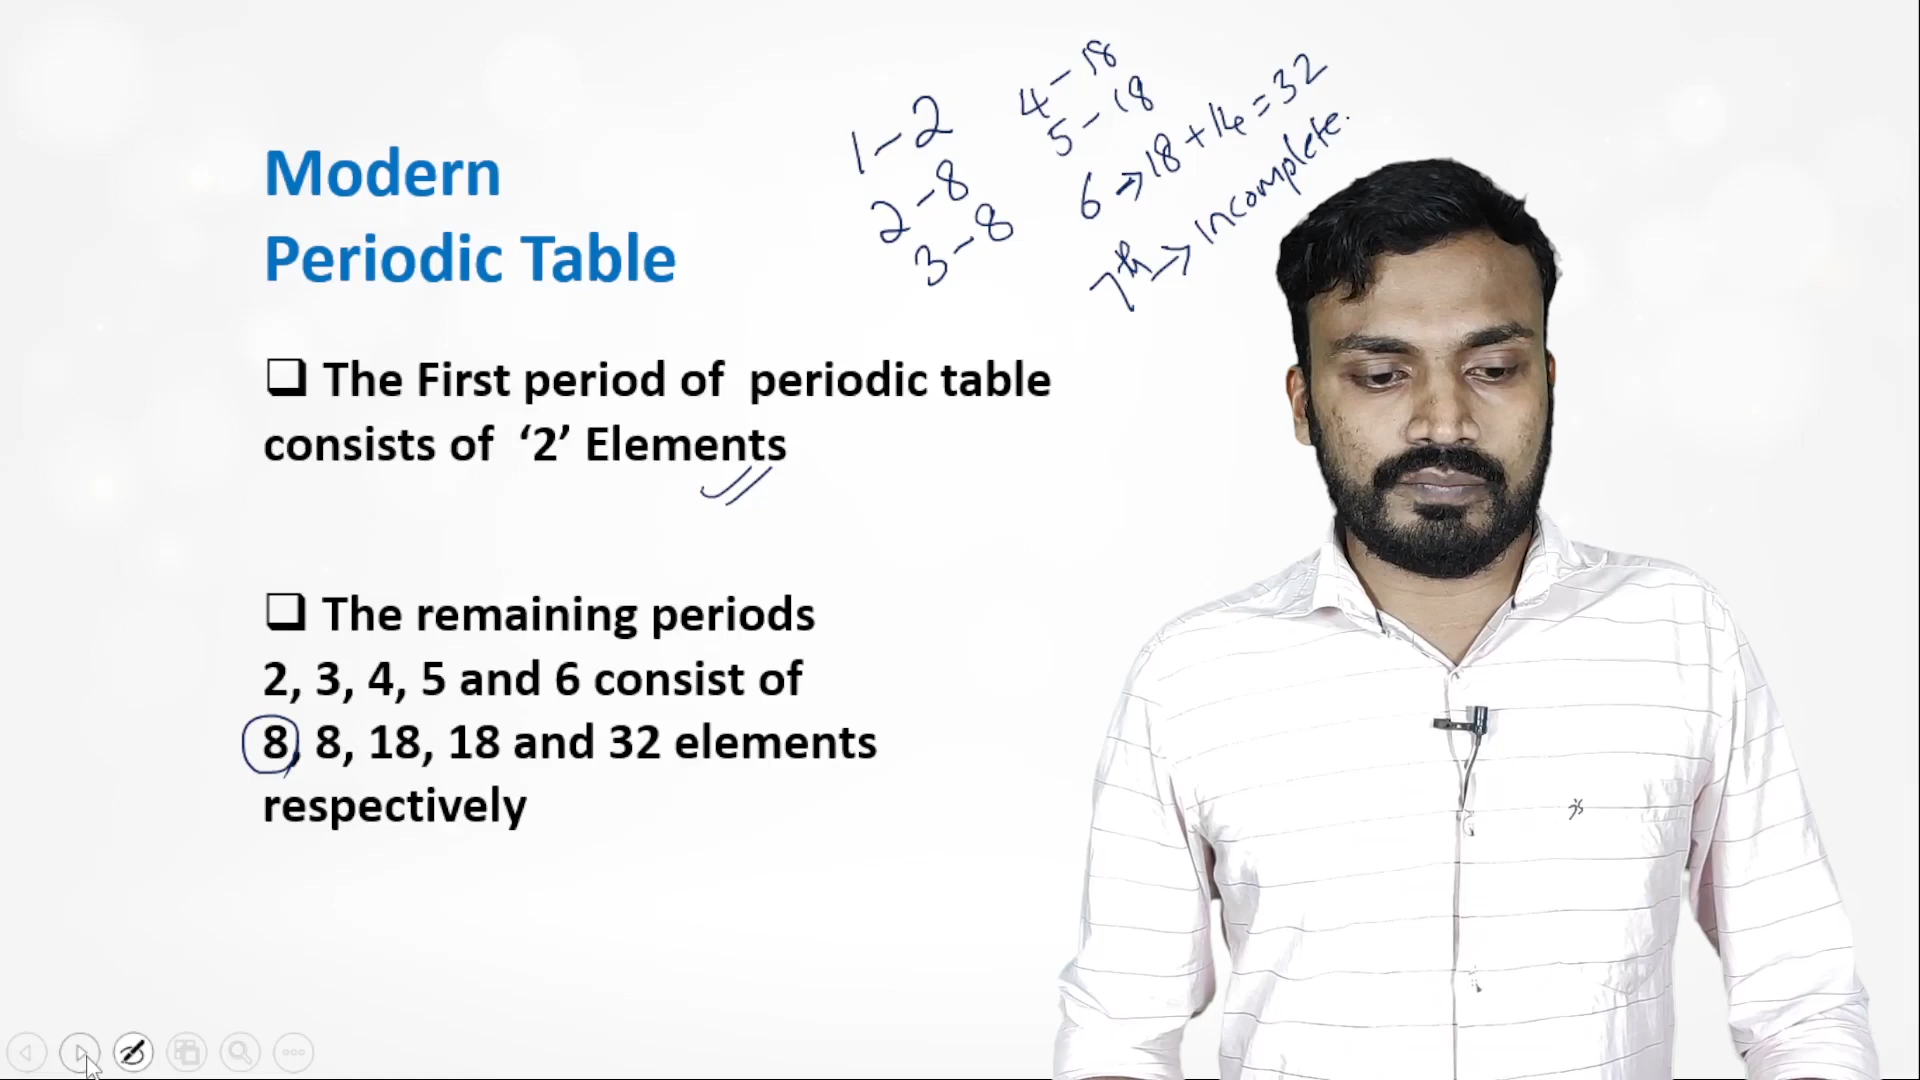 Modern
Periodic Table
1 - 2
2 - 8
3 - 8
4 - 18
5 - 18
6 → 18 + 14 = 32
7th → incomplete.
❑ The First period of periodic table
consists of ‘2’ Elements
❑ The remaining periods
2, 3, 4, 5 and 6 consist of
8, 8, 18, 18 and 32 elements
respectively